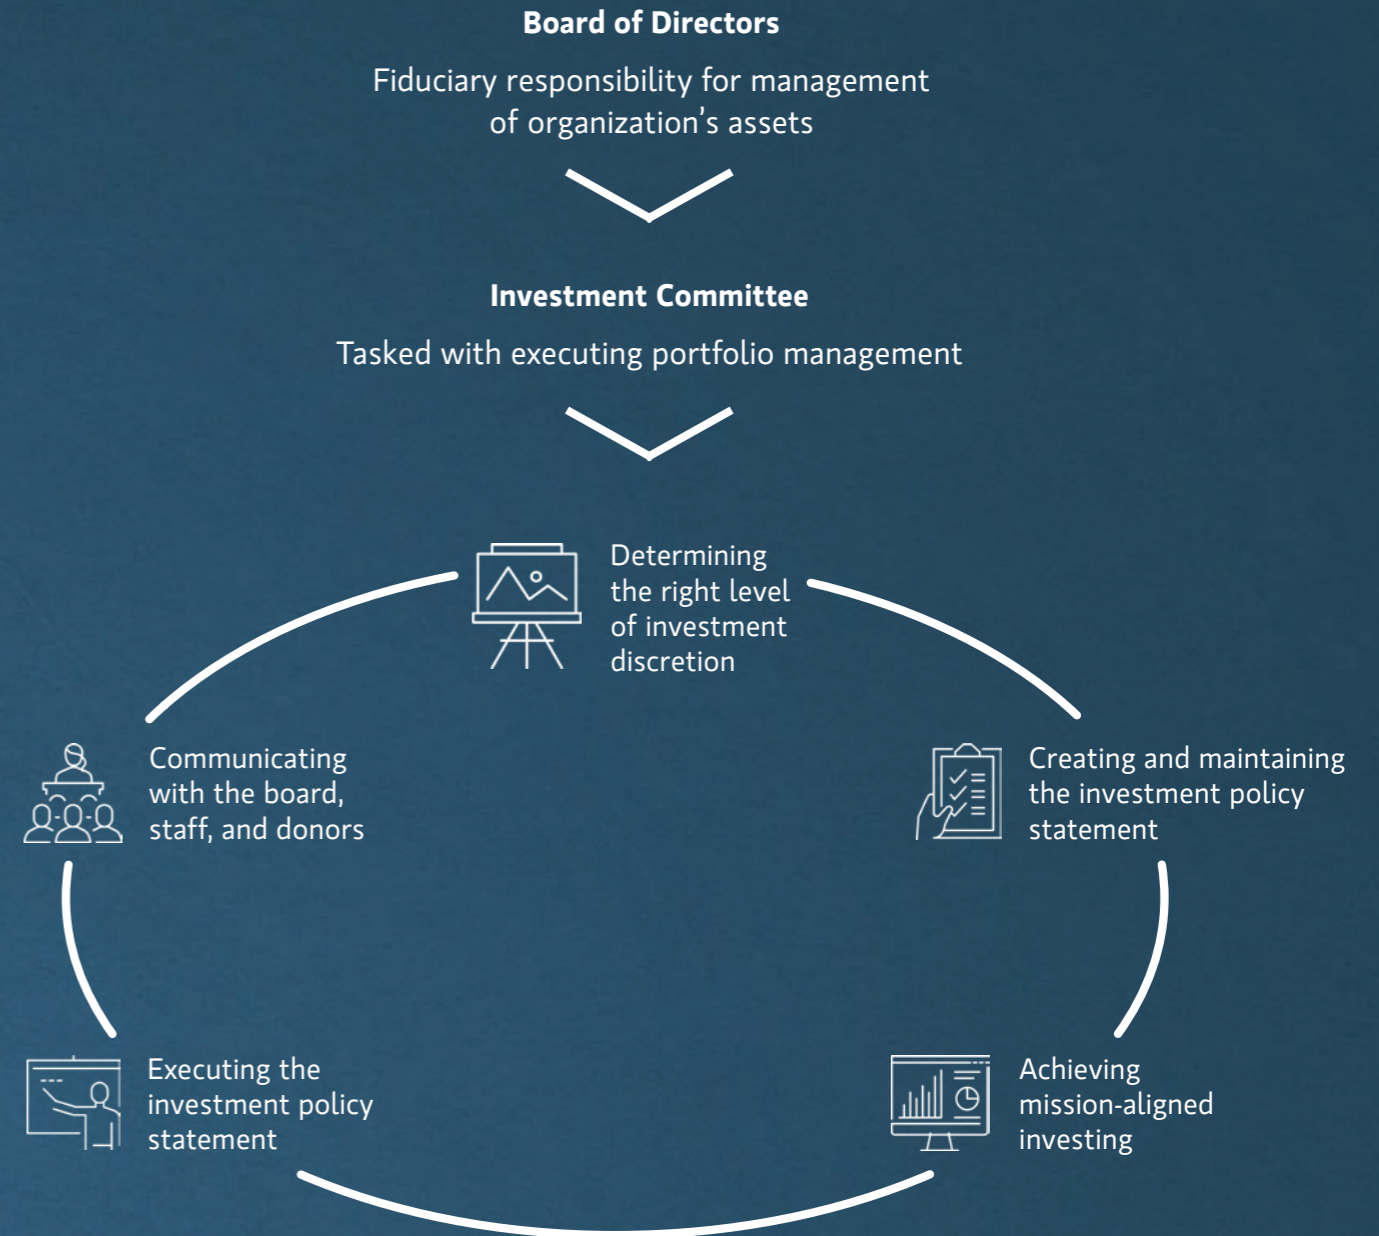 Board of Directors
Fiduciary responsibility for management
of organization's assets
Investment Committee
Tasked with executing portfolio management
Determining
the right level
of investment
discretion
Communicating
with the board,
staff, and donors
Creating and maintaining
the investment policy
statement
Executing the
investment policy
statement
Achieving
mission-aligned
investing